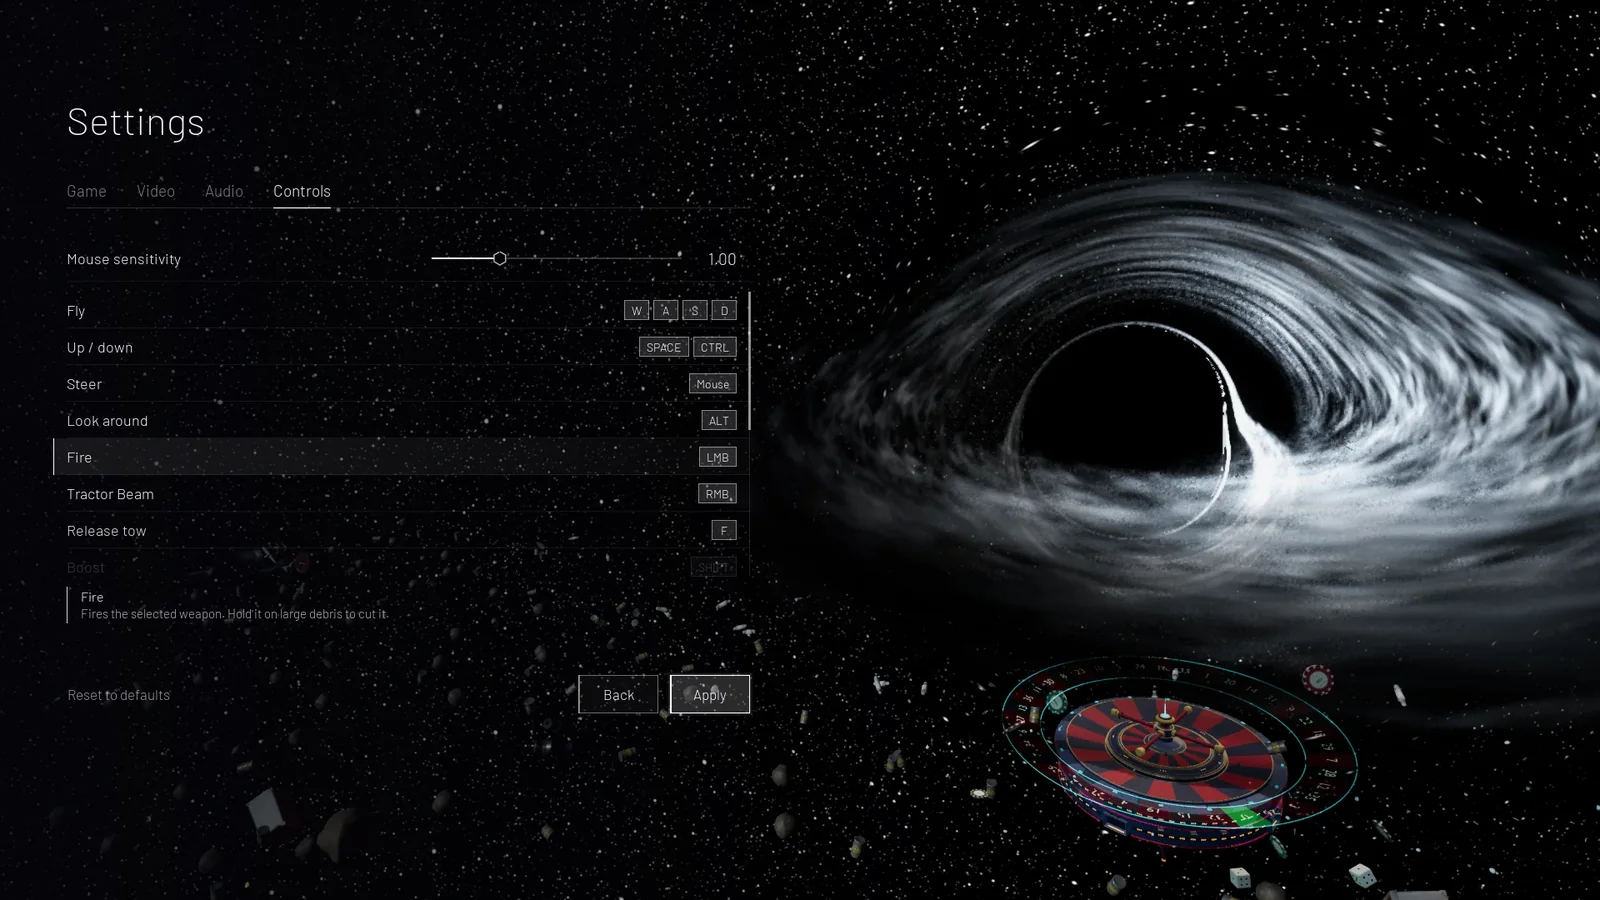 Settings
Game Video Audio Controls
Mouse sensitivity 1.00
Fly W A S D
Up / down SPACE CTRL
Steer Mouse
Look around ALT
Fire LMB
Tractor Beam RMB
Release tow F
Boost SHIFT
Fire
Fires the selected weapon. Hold it on large debris to cut it.
Reset to defaults Back Apply